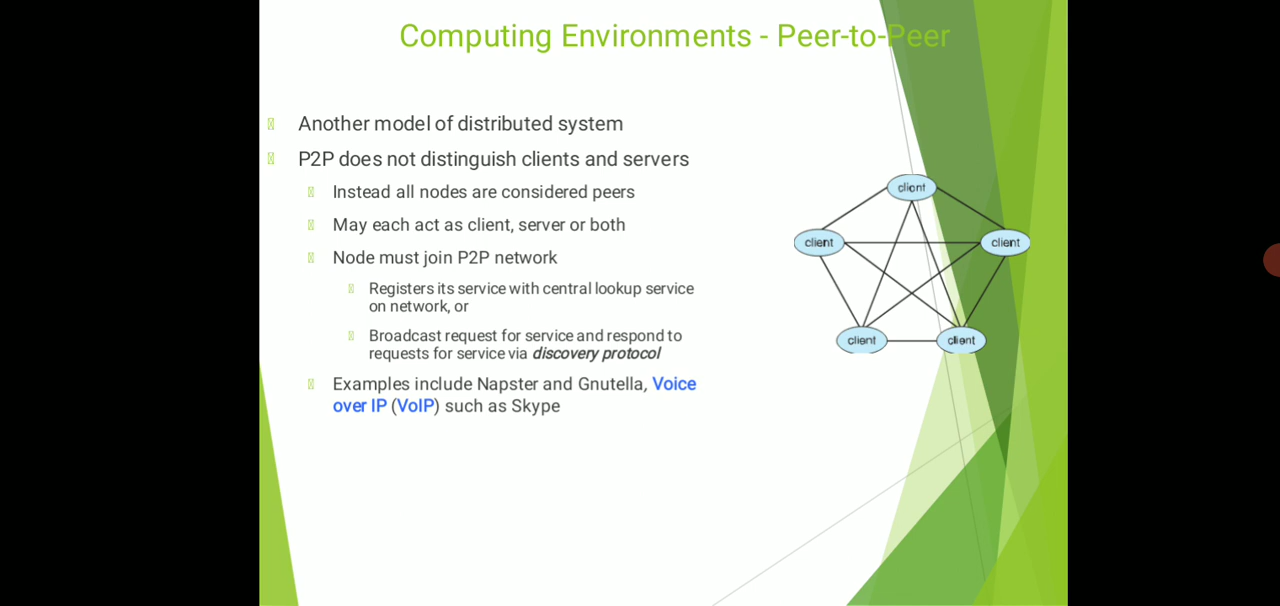 Computing Environments - Peer-to-Peer
Another model of distributed system
P2P does not distinguish clients and servers
Instead all nodes are considered peers
May each act as client, server or both
Node must join P2P network
Registers its service with central lookup service
on network, or
Broadcast request for service and respond to
requests for service via discovery protocol
Examples include Napster and Gnutella, Voice
over IP (VoIP) such as Skype
client
client
client
client
client